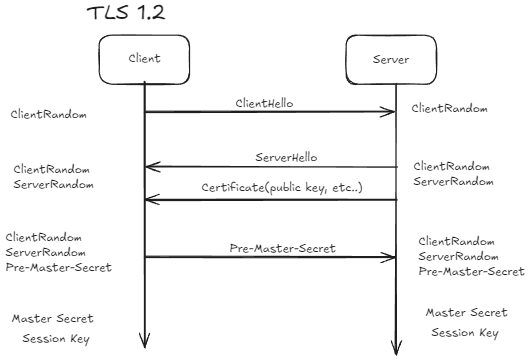 TLS 1.2
Client
Server
ClientHello
ClientRandom
ClientRandom
ServerHello
ClientRandom
ServerRandom
ClientRandom
ServerRandom
Certificate(public key, etc..)
ClientRandom
ServerRandom
Pre-Master-Secret
Pre-Master-Secret
ClientRandom
ServerRandom
Pre-Master-Secret
Master Secret
Session Key
Master Secret
Session Key